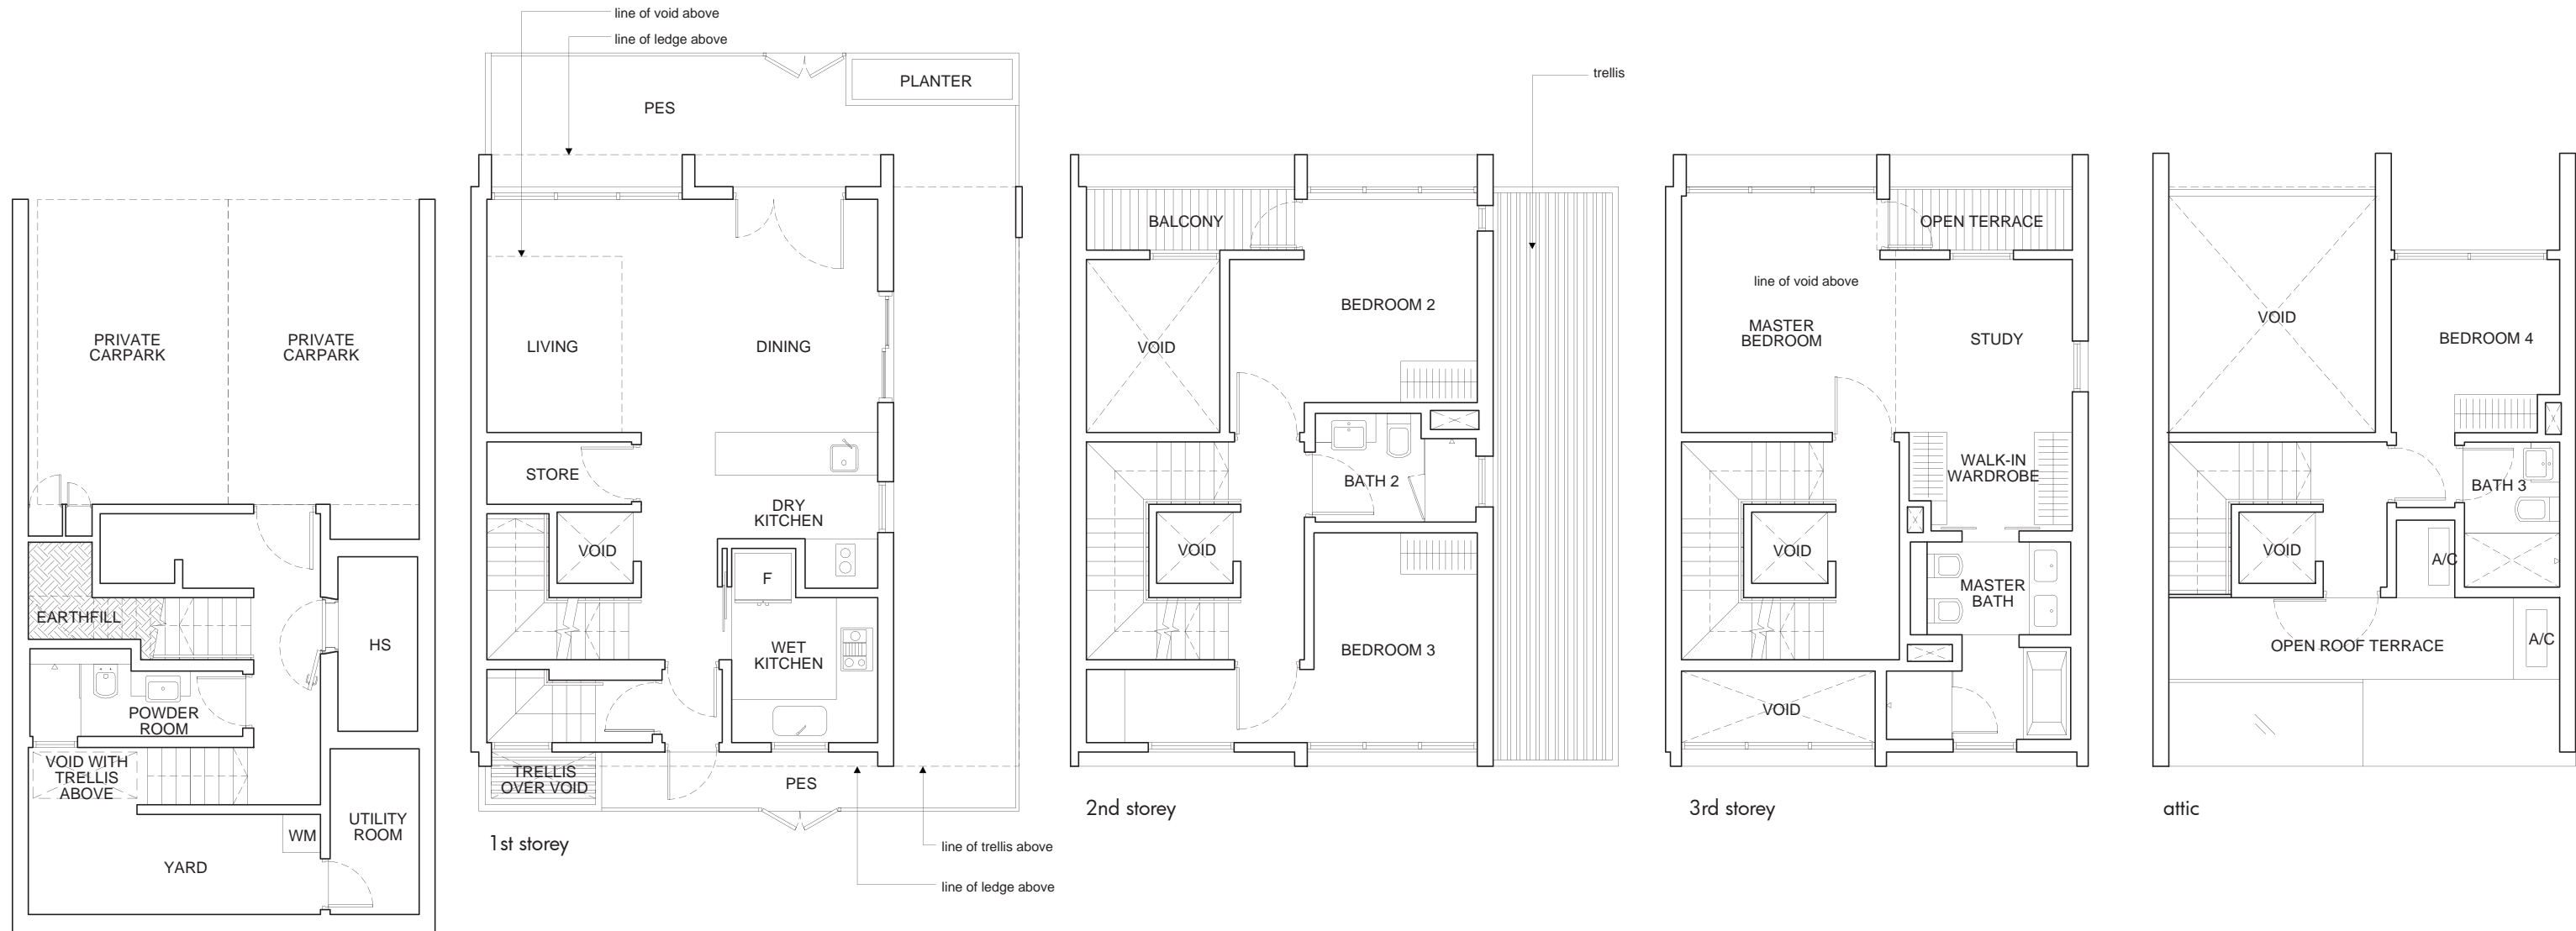 PRIVATE
CARPARK
PRIVATE
CARPARK
EARTHFILL
HS
POWDER
ROOM
VOID WITH
TRELLIS
ABOVE
WM
UTILITY
ROOM
YARD
line of void above
line of ledge above
PES
PLANTER
LIVING
DINING
STORE
DRY
KITCHEN
VOID
F
WET
KITCHEN
TRELLIS
OVER VOID
PES
1st storey
line of trellis above
line of ledge above
trellis
BALCONY
BEDROOM 2
VOID
BATH 2
VOID
BEDROOM 3
2nd storey
OPEN TERRACE
line of void above
MASTER
BEDROOM
STUDY
WALK-IN
WARDROBE
VOID
MASTER
BATH
VOID
3rd storey
VOID
BEDROOM 4
BATH 3
VOID
A/C
OPEN ROOF TERRACE
A/C
attic